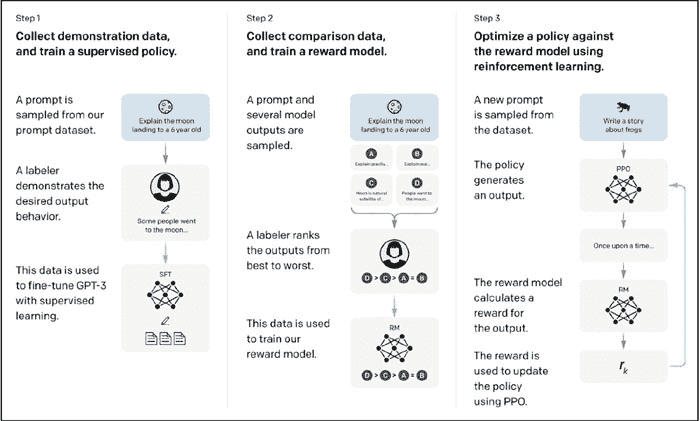 Step 1
Collect demonstration data,
and train a supervised policy.
A prompt is
sampled from our
prompt dataset.
Explain the moon
landing to a 6 year old
A labeler
demonstrates the
desired output
behavior.
Some people went
to the moon...
This data is used
to fine-tune GPT-3
with supervised
learning.
SFT
Step 2
Collect comparison data,
and train a reward model.
A prompt and
several model
outputs are
sampled.
Explain the moon
landing to a 6 year old
A
Explain gravity...
B
Explain war...
C
Moon is natural
satellite of...
D
People went to
the moon...
A labeler ranks
the outputs from
best to worst.
D > C > A = B
This data is used
to train our
reward model.
RM
D > C > A = B
Step 3
Optimize a policy against
the reward model using
reinforcement learning.
A new prompt
is sampled from
the dataset.
Write a story
about frogs
The policy
generates
an output.
PPO
Once upon a time...
The reward model
calculates a
reward for
the output.
RM
The reward is
used to update
the policy
using PPO.
rk